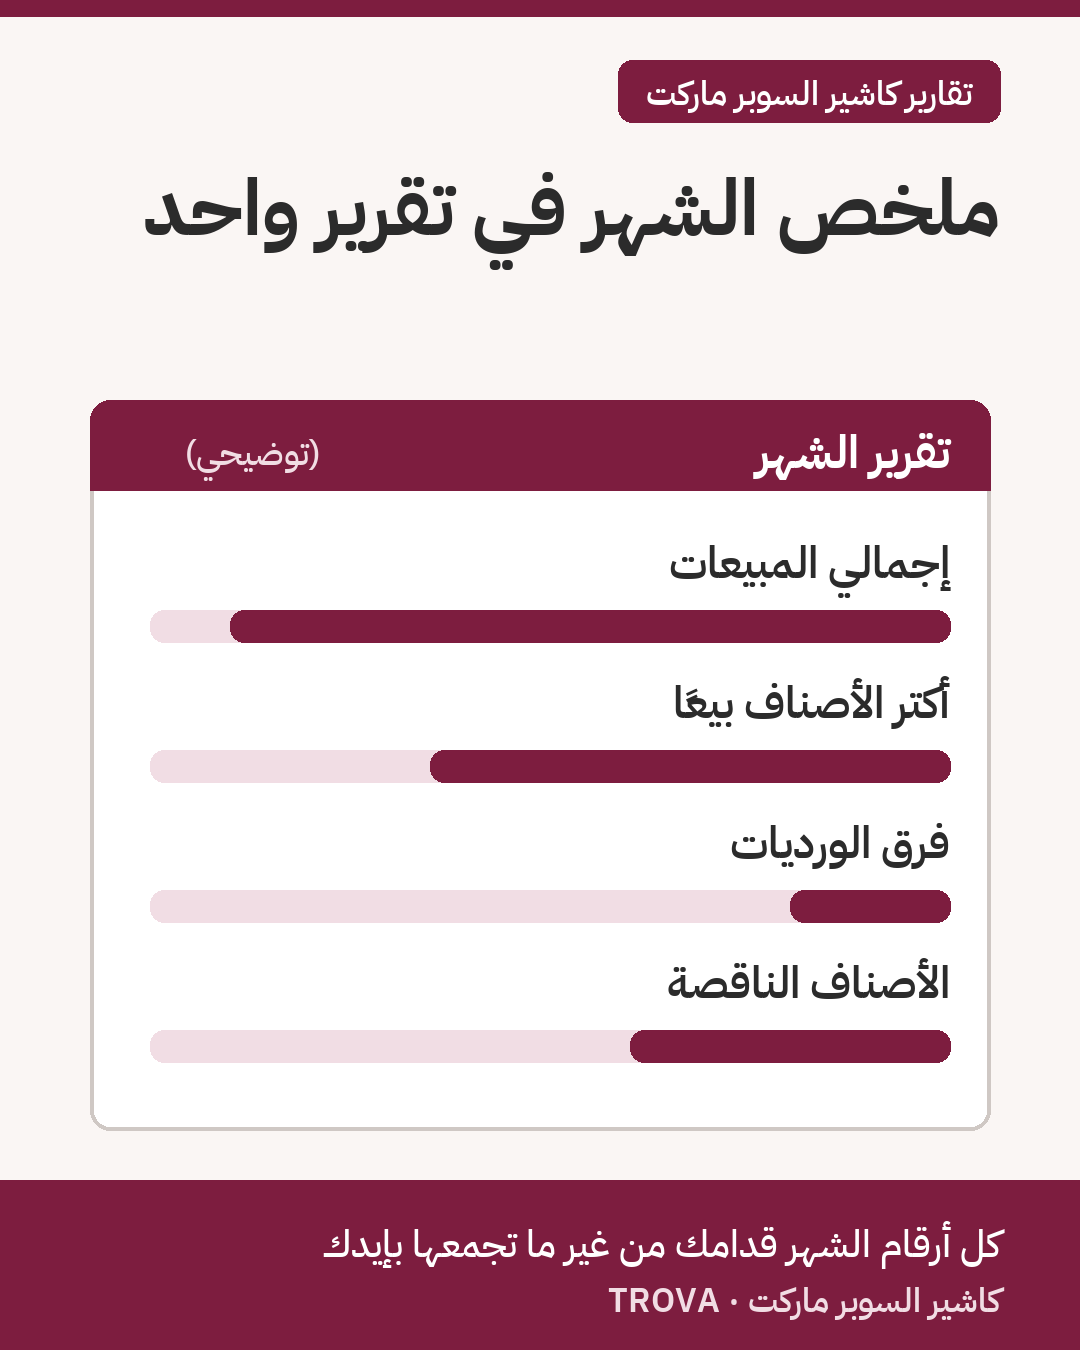 تقارير كاشير السوبر ماركت
ملخص الشهر في تقرير واحد
تقرير الشهر (توضيحي)
إجمالي المبيعات
أكتر الأصناف بيعًا
فرق الورديات
الأصناف الناقصة
كل أرقام الشهر قدامك من غير ما تجمعها بإيدك
كاشير السوبر ماركت · TROVA